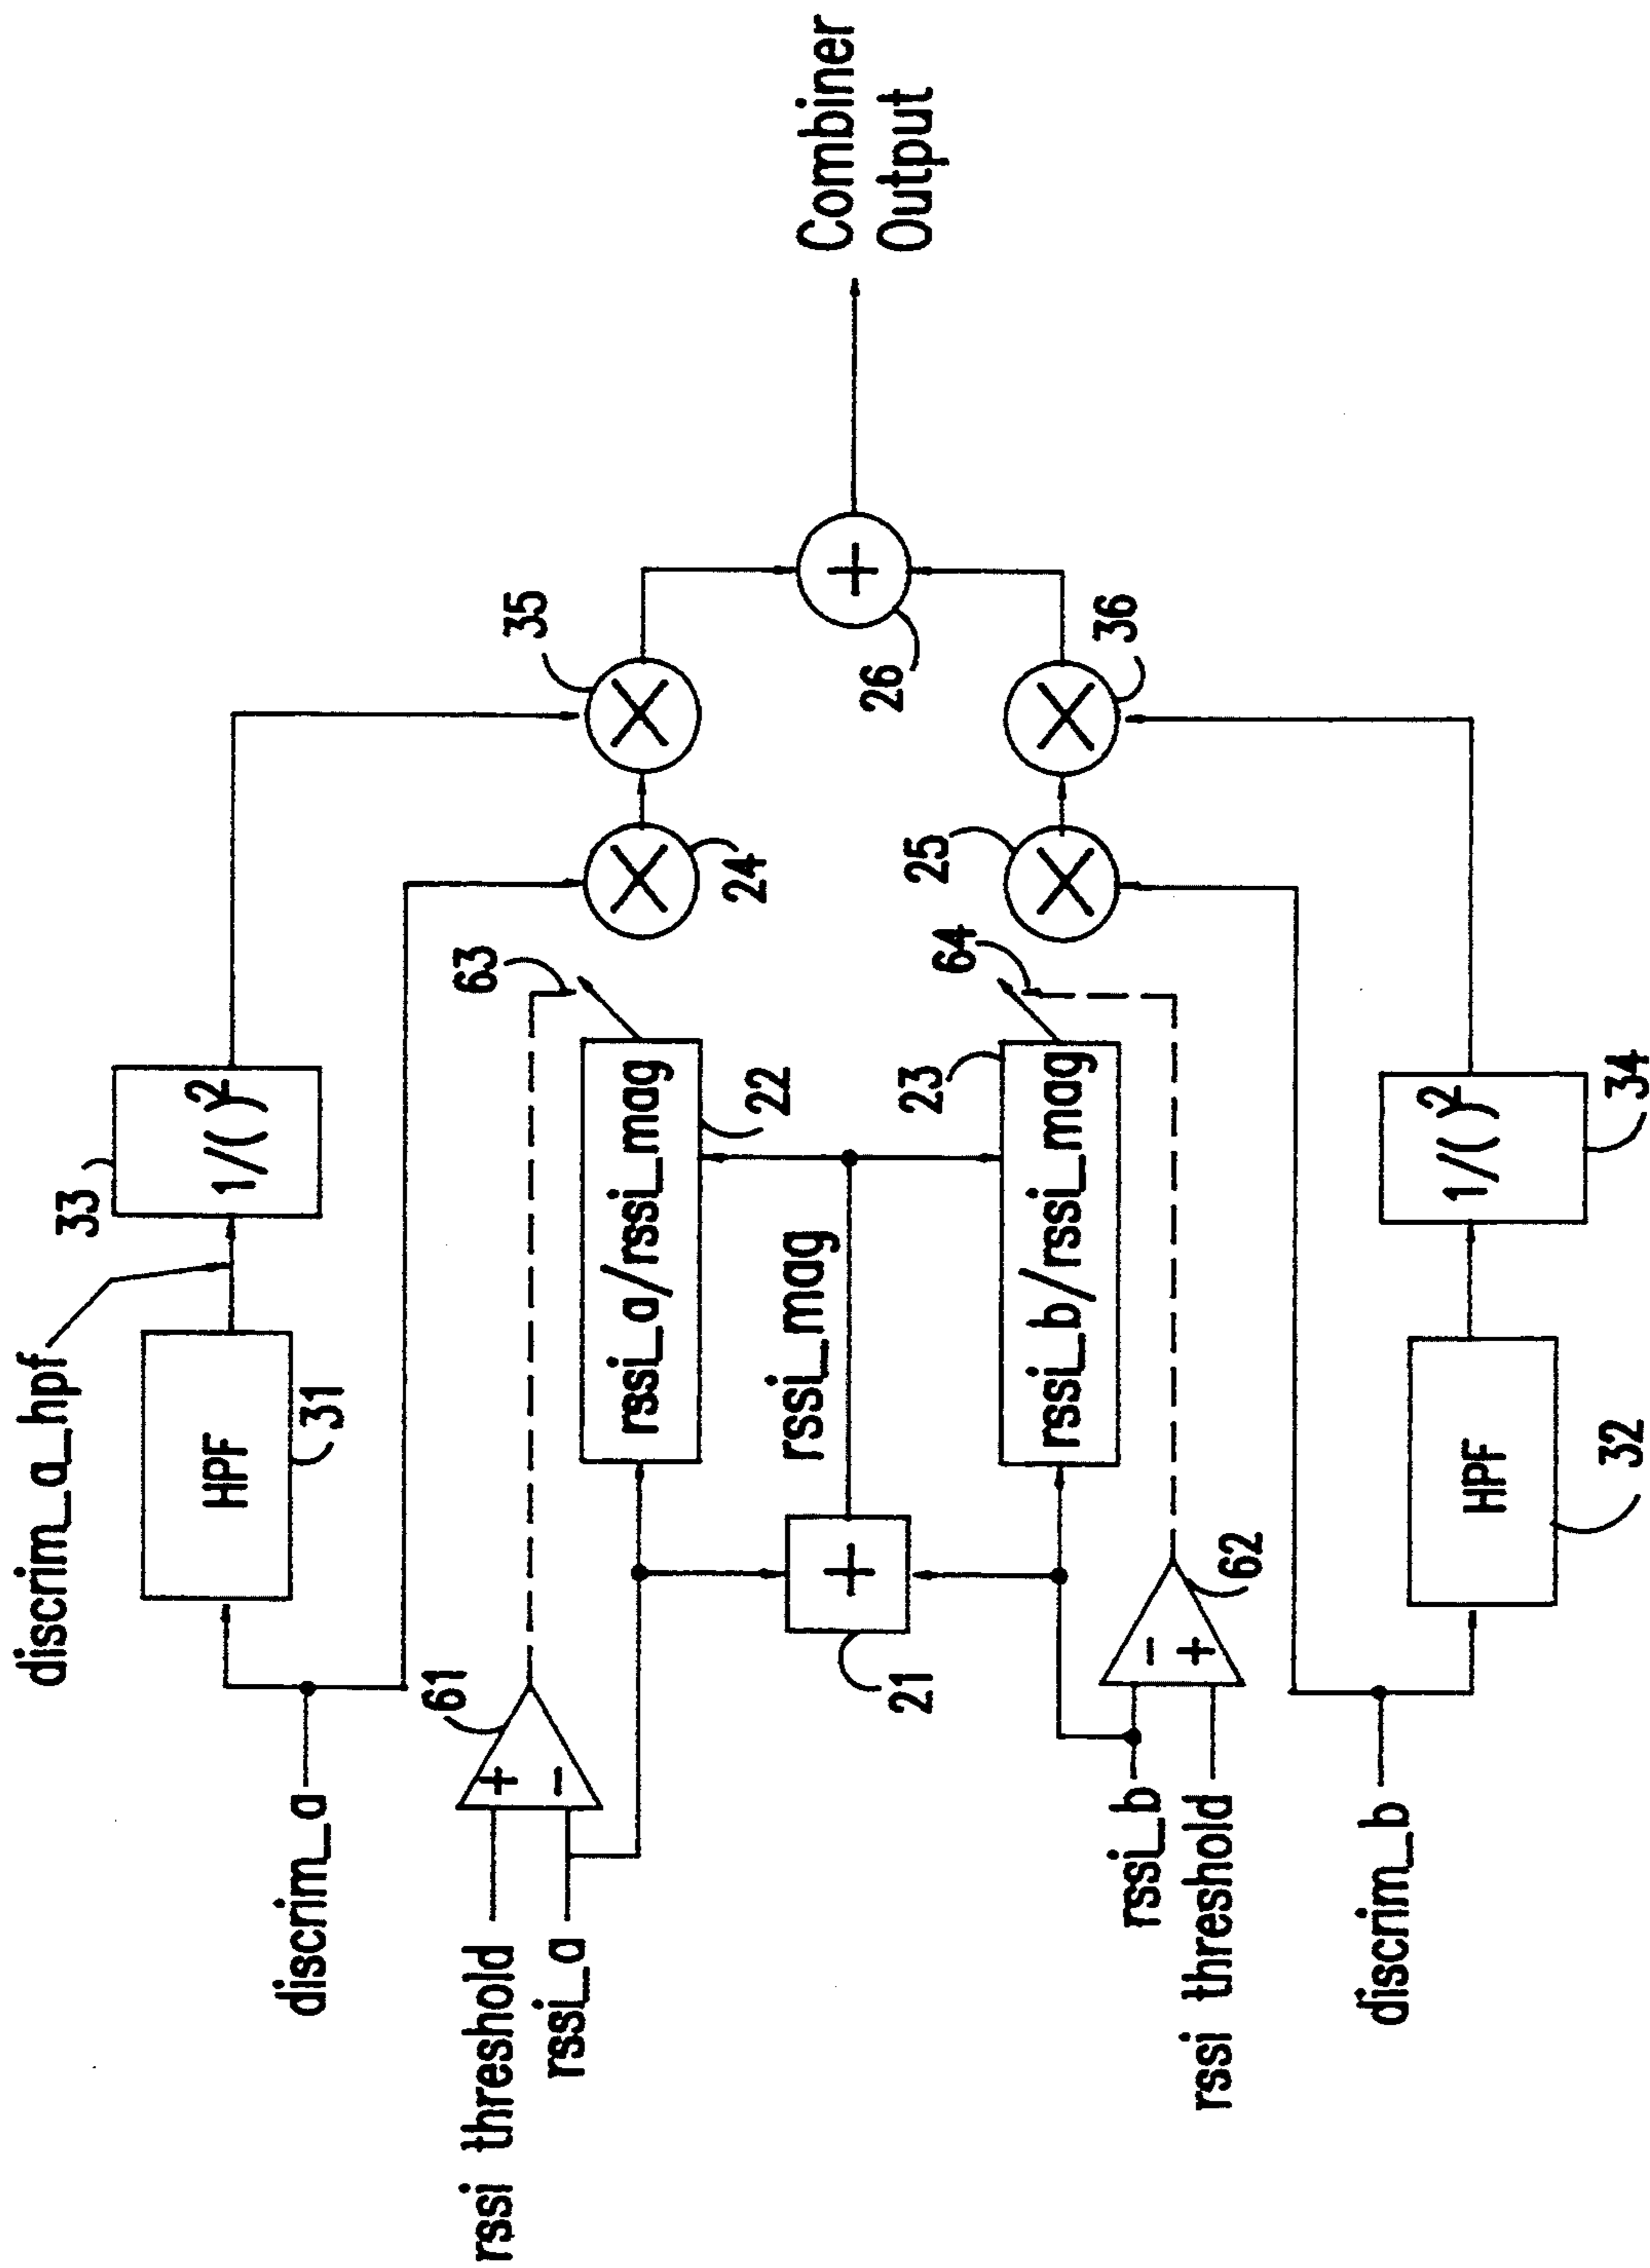 discrim_a_hpf
33
1/( )²
35
HPF
31
discrim_a
61
63
24
rssi threshold
+
-
rssi_a
rssi_a/rssi_mag
22
rssi_mag
+
21
+
26
Combiner
Output
23
rssi_b/rssi_mag
64
25
36
rssi_b
-
+
62
rssi threshold
discrim_b
HPF
32
1/( )²
34